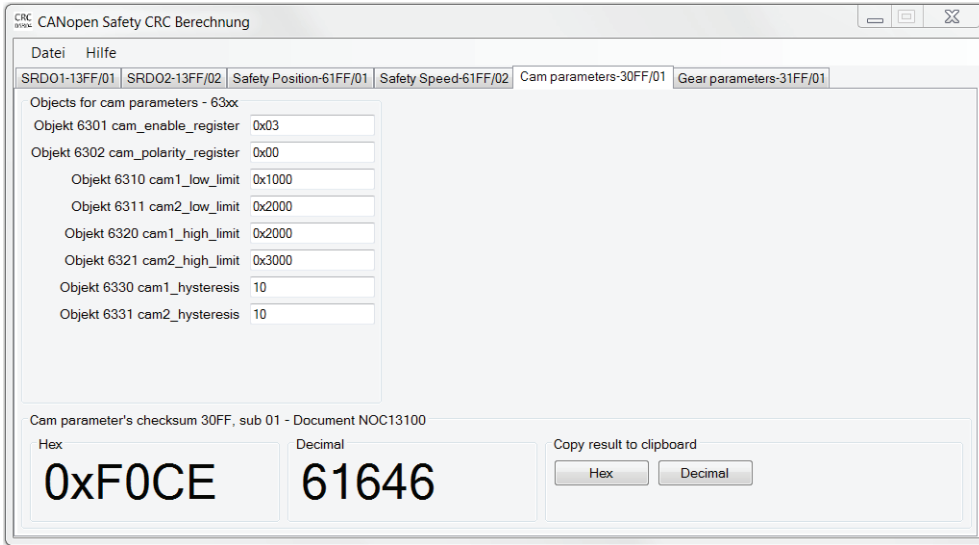 CRC CANopen Safety CRC Berechnung
Datei Hilfe
SRDO1-13FF/01 SRDO2-13FF/02 Safety Position-61FF/01 Safety Speed-61FF/02 Cam parameters-30FF/01 Gear parameters-31FF/01
Objects for cam parameters - 63xx
Objekt 6301 cam_enable_register 0x03
Objekt 6302 cam_polarity_register 0x00
Objekt 6310 cam1_low_limit 0x1000
Objekt 6311 cam2_low_limit 0x2000
Objekt 6320 cam1_high_limit 0x2000
Objekt 6321 cam2_high_limit 0x3000
Objekt 6330 cam1_hysteresis 10
Objekt 6331 cam2_hysteresis 10
Cam parameter's checksum 30FF, sub 01 - Document NOC13100
Hex Decimal Copy result to clipboard
0xF0CE 61646 Hex Decimal